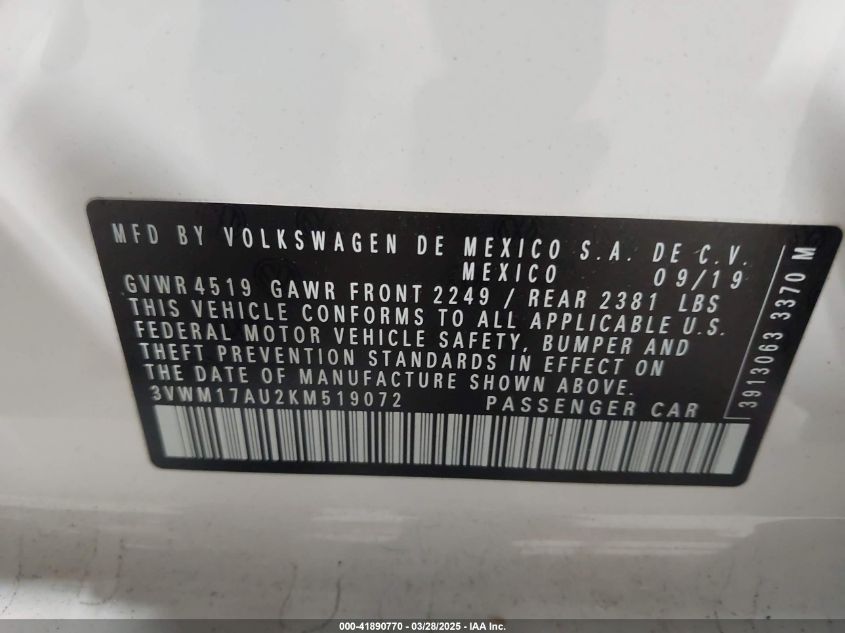 MFD BY VOLKSWAGEN DE MEXICO S.A. DE C.V.
MEXICO 09/19
GVWR 4519 GAWR FRONT 2249 / REAR 2381 LBS
THIS VEHICLE CONFORMS TO ALL APPLICABLE U.S.
FEDERAL MOTOR VEHICLE SAFETY, BUMPER AND
THEFT PREVENTION STANDARDS IN EFFECT ON
THE DATE OF MANUFACTURE SHOWN ABOVE.
3VWM17AU2KM519072 PASSENGER CAR
3913063 3370 M
000-41890770 — 03/28/2025 - IAA Inc.